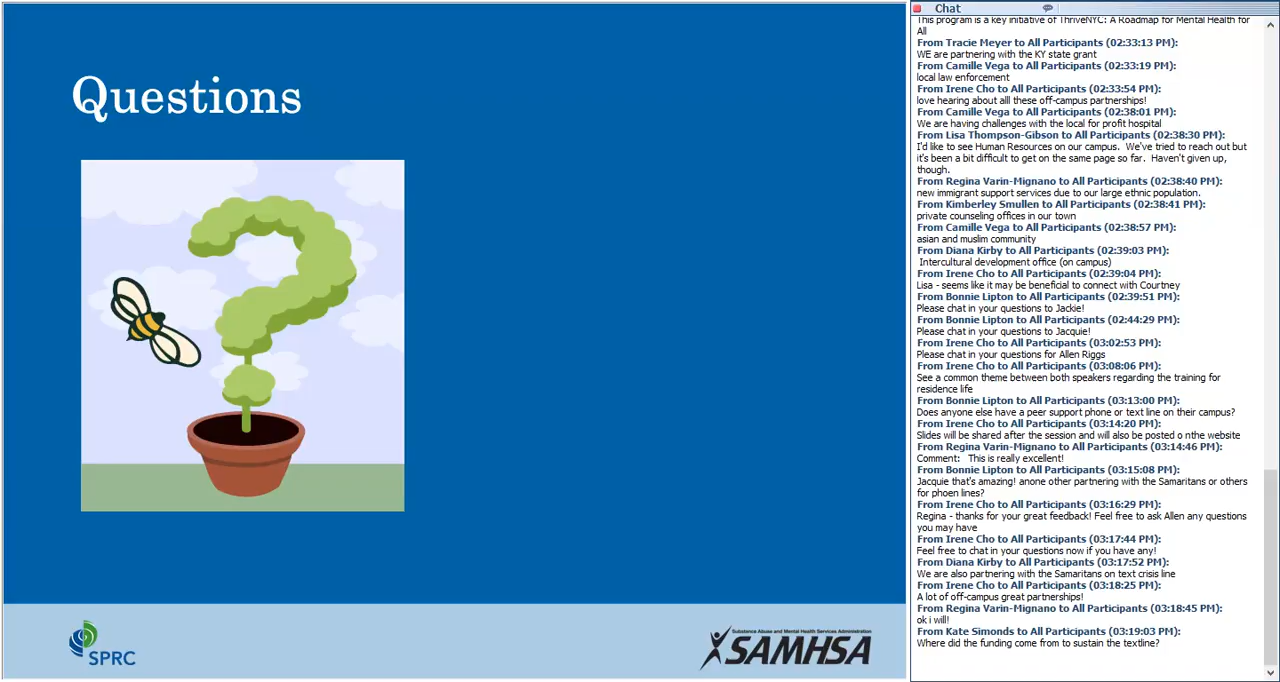 Questions
SPRC
Substance Abuse and Mental Health Services Administration
SAMHSA
Chat
This program is a key initiative of ThriveNYC: A Roadmap for Mental Health for
All
From Tracie Meyer to All Participants (02:33:13 PM):
WE are partnering with the KY state grant
From Camille Vega to All Participants (02:33:19 PM):
local law enforcement
From Irene Cho to All Participants (02:33:54 PM):
love hearing about alll these off-campus partnerships!
From Camille Vega to All Participants (02:38:01 PM):
We are having challenges with the local for profit hospital
From Lisa Thompson-Gibson to All Participants (02:38:30 PM):
I'd like to see Human Resources on our campus.  We've tried to reach out but
it's been a bit difficult to get on the same page so far.  Haven't given up,
though.
From Regina Varin-Mignano to All Participants (02:38:40 PM):
new immigrant support services due to our large ethnic population.
From Kimberley Smullen to All Participants (02:38:41 PM):
private counseling offices in our town
From Camille Vega to All Participants (02:38:57 PM):
asian and muslim community
From Diana Kirby to All Participants (02:39:03 PM):
Intercultural development office (on campus)
From Irene Cho to All Participants (02:39:04 PM):
Lisa - seems like it may be beneficial to connect with Courtney
From Bonnie Lipton to All Participants (02:39:51 PM):
Please chat in your questions to Jackie!
From Bonnie Lipton to All Participants (02:44:29 PM):
Please chat in your questions to Jacquie!
From Irene Cho to All Participants (03:02:53 PM):
Please chat in your questions for Allen Riggs
From Irene Cho to All Participants (03:08:06 PM):
See a common theme between both speakers regarding the training for
residence life
From Bonnie Lipton to All Participants (03:13:00 PM):
Does anyone else have a peer support phone or text line on their campus?
From Irene Cho to All Participants (03:14:20 PM):
Slides will be shared after the session and will also be posted o nthe website
From Regina Varin-Mignano to All Participants (03:14:46 PM):
Comment:   This is really excellent!
From Bonnie Lipton to All Participants (03:15:08 PM):
Jacquie that's amazing! anone other partnering with the Samaritans or others
for phoen lines?
From Irene Cho to All Participants (03:16:29 PM):
Regina - thanks for your great feedback! Feel free to ask Allen any questions
you may have
From Irene Cho to All Participants (03:17:44 PM):
Feel free to chat in your questions now if you have any!
From Diana Kirby to All Participants (03:17:52 PM):
We are also partnering with the Samaritans on text crisis line
From Irene Cho to All Participants (03:18:25 PM):
A lot of off-campus great partnerships!
From Regina Varin-Mignano to All Participants (03:18:45 PM):
ok i will!
From Kate Simonds to All Participants (03:19:03 PM):
Where did the funding come from to sustain the textline?